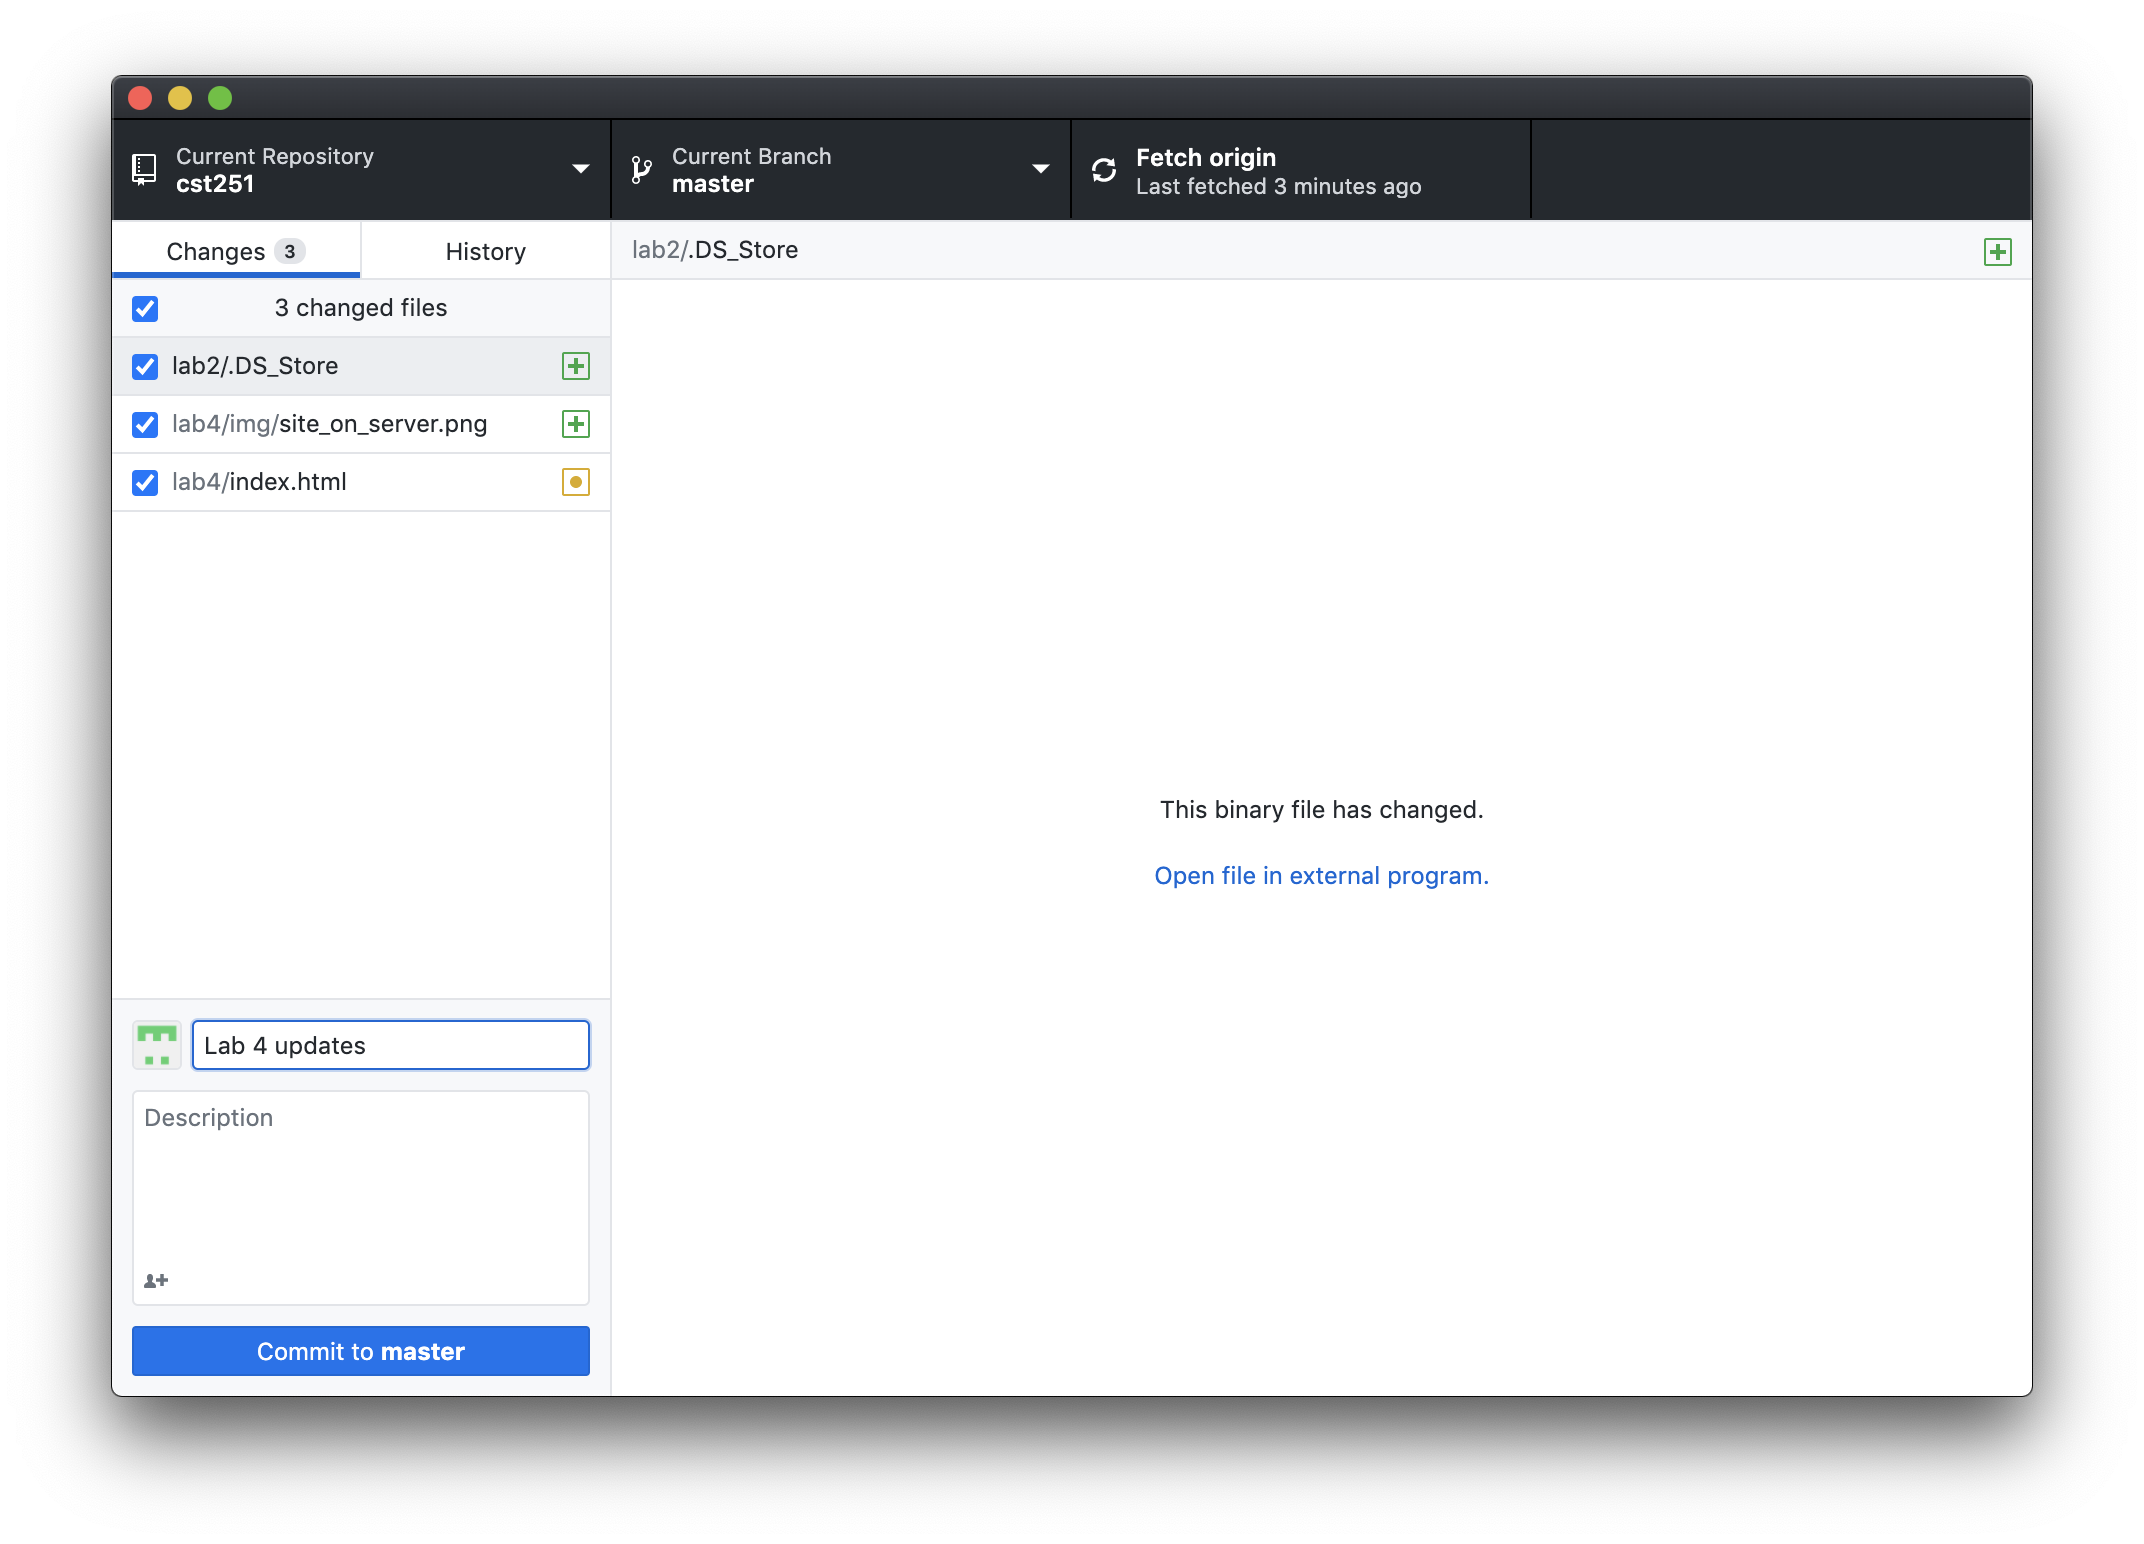 Current Repository
cst251
Current Branch
master
Fetch origin
Last fetched 3 minutes ago
Changes 3
History
3 changed files
lab2/.DS_Store
lab4/img/site_on_server.png
lab4/index.html
lab2/.DS_Store
This binary file has changed.
Open file in external program.
Lab 4 updates
Description
Commit to master